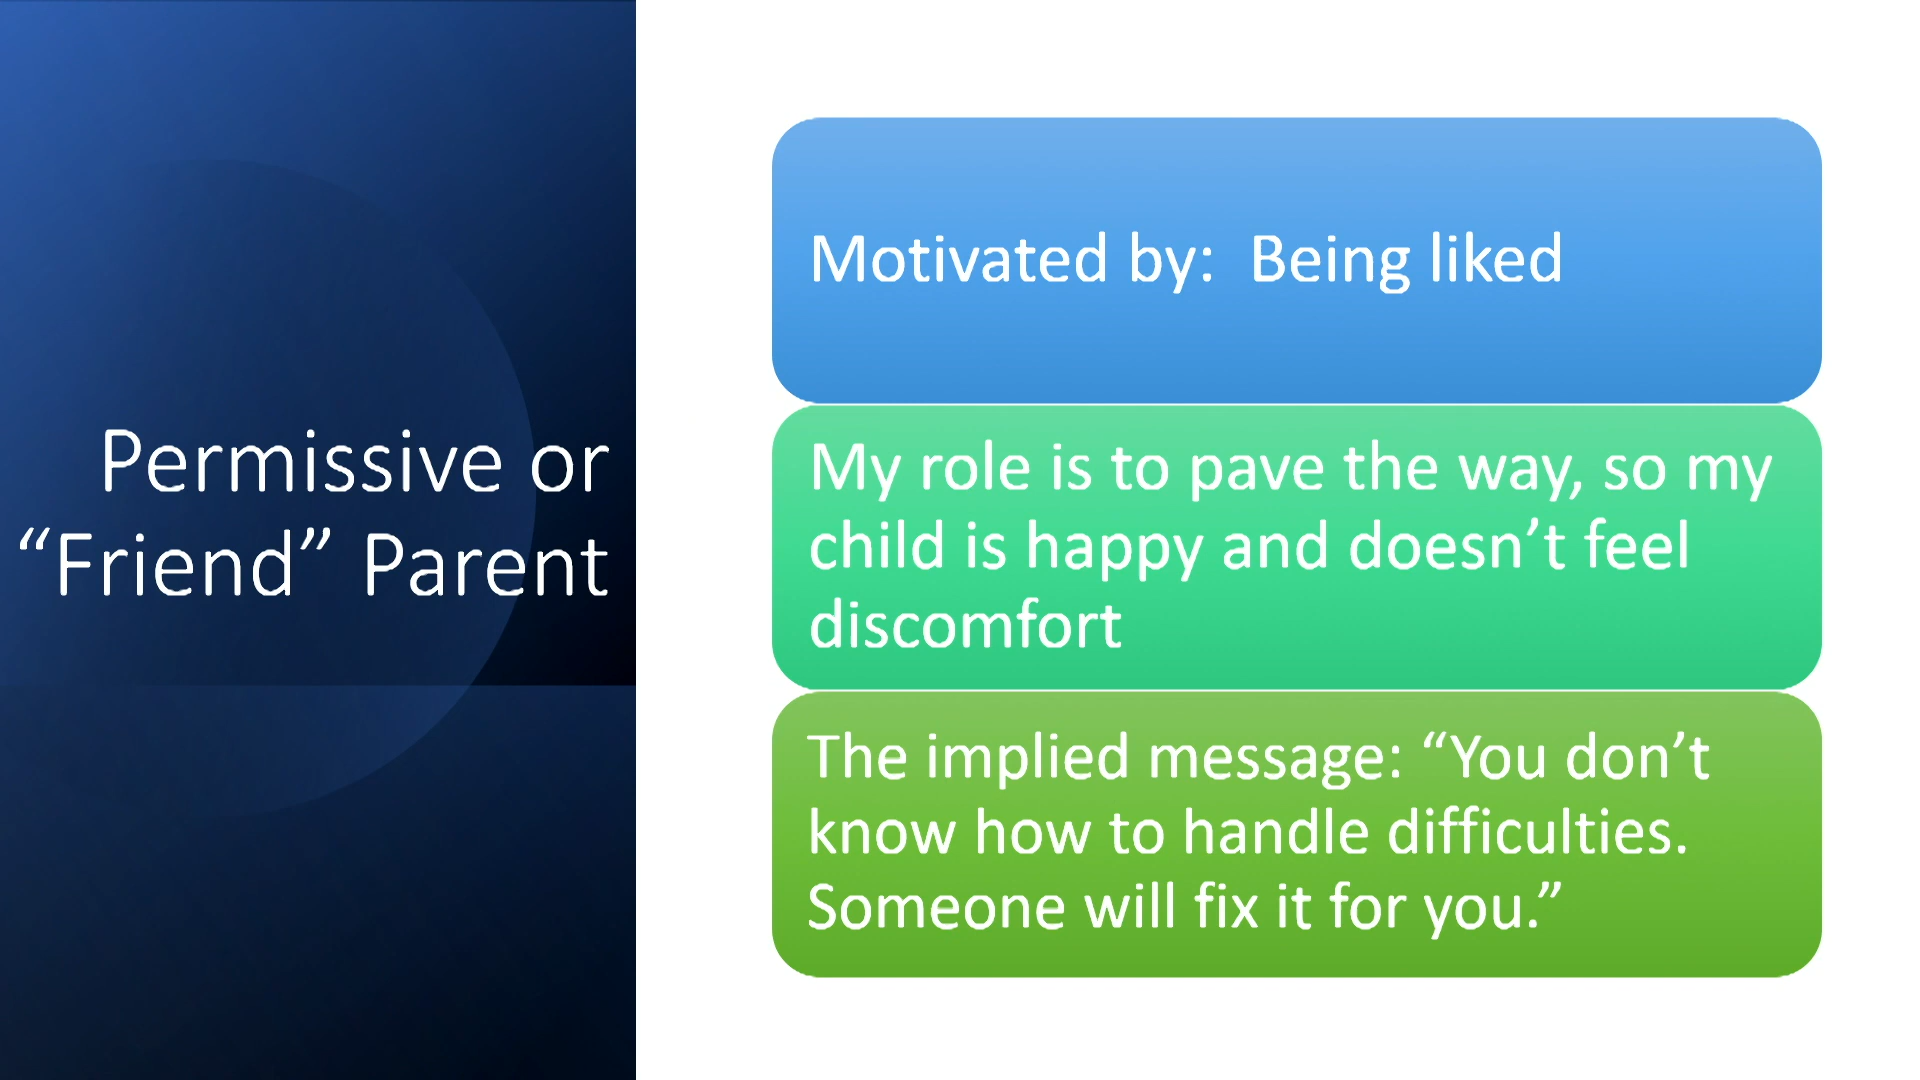 Permissive or
“Friend” Parent
Motivated by:  Being liked
My role is to pave the way, so my
child is happy and doesn’t feel
discomfort
The implied message: “You don’t
know how to handle difficulties.
Someone will fix it for you.”